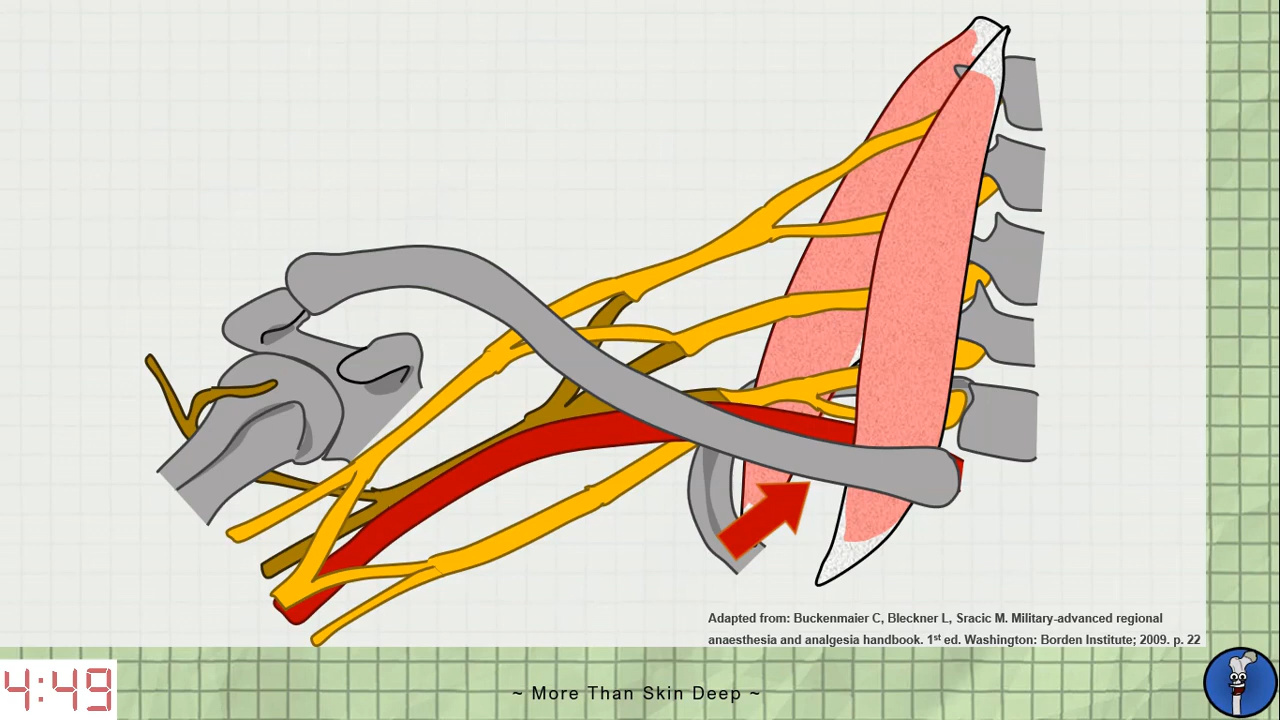 Adapted from: Buckenmaier C, Bleckner L, Sracic M. Military-advanced regional
anaesthesia and analgesia handbook. 1st ed. Washington: Borden Institute; 2009. p. 22
4:49
~ More Than Skin Deep ~